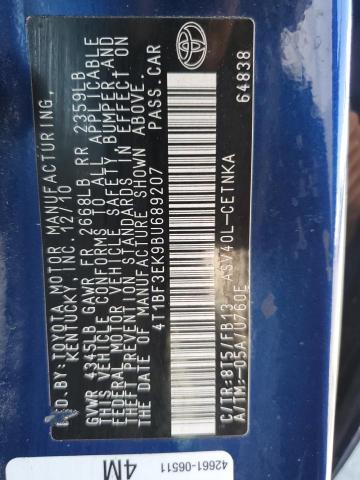 MFD.BY:TOYOTA MOTOR MANUFACTURING,
KENTUCKY, INC. 12/10
GVWR 4345LB GAWR FR 2668LB RR 2359LB
THIS VEHICLE CONFORMS TO ALL APPLICABLE
FEDERAL MOTOR VEHICLE SAFETY BUMPER,AND
THEFT PREVENTION STANDARDS IN EFFECT ON
THE DATE OF MANUFACTURE SHOWN ABOVE.
4T1BF3EK9BU689207 PASS.CAR
C/TR:8T5/FB13 ASV40L-CETNKA
A/TM:-05A/U760E 64838
42661-06511
4M